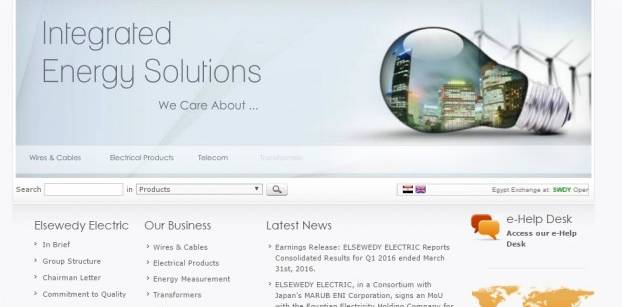 Integrated
Energy Solutions
We Care About ...
Wires & Cables Electrical Products Telecom Transformers
Search in Products Egypt Exchange at: SWDY Oper
Elsewedy Electric
In Brief
Group Structure
Chairman Letter
Commitment to Quality
Our Business
Wires & Cables
Electrical Products
Energy Measurement
Transformers
Latest News
Earnings Release: ELSEWEDY ELECTRIC Reports
Consolidated Results for Q1 2016 ended March
31st, 2016.
ELSEWEDY ELECTRIC, in a Consortium with
Japan's MARUB ENI Corporation, signs an MoU
with the Egyptian Electricity Holding Company for
e-Help Desk
Access our e-Help
Desk